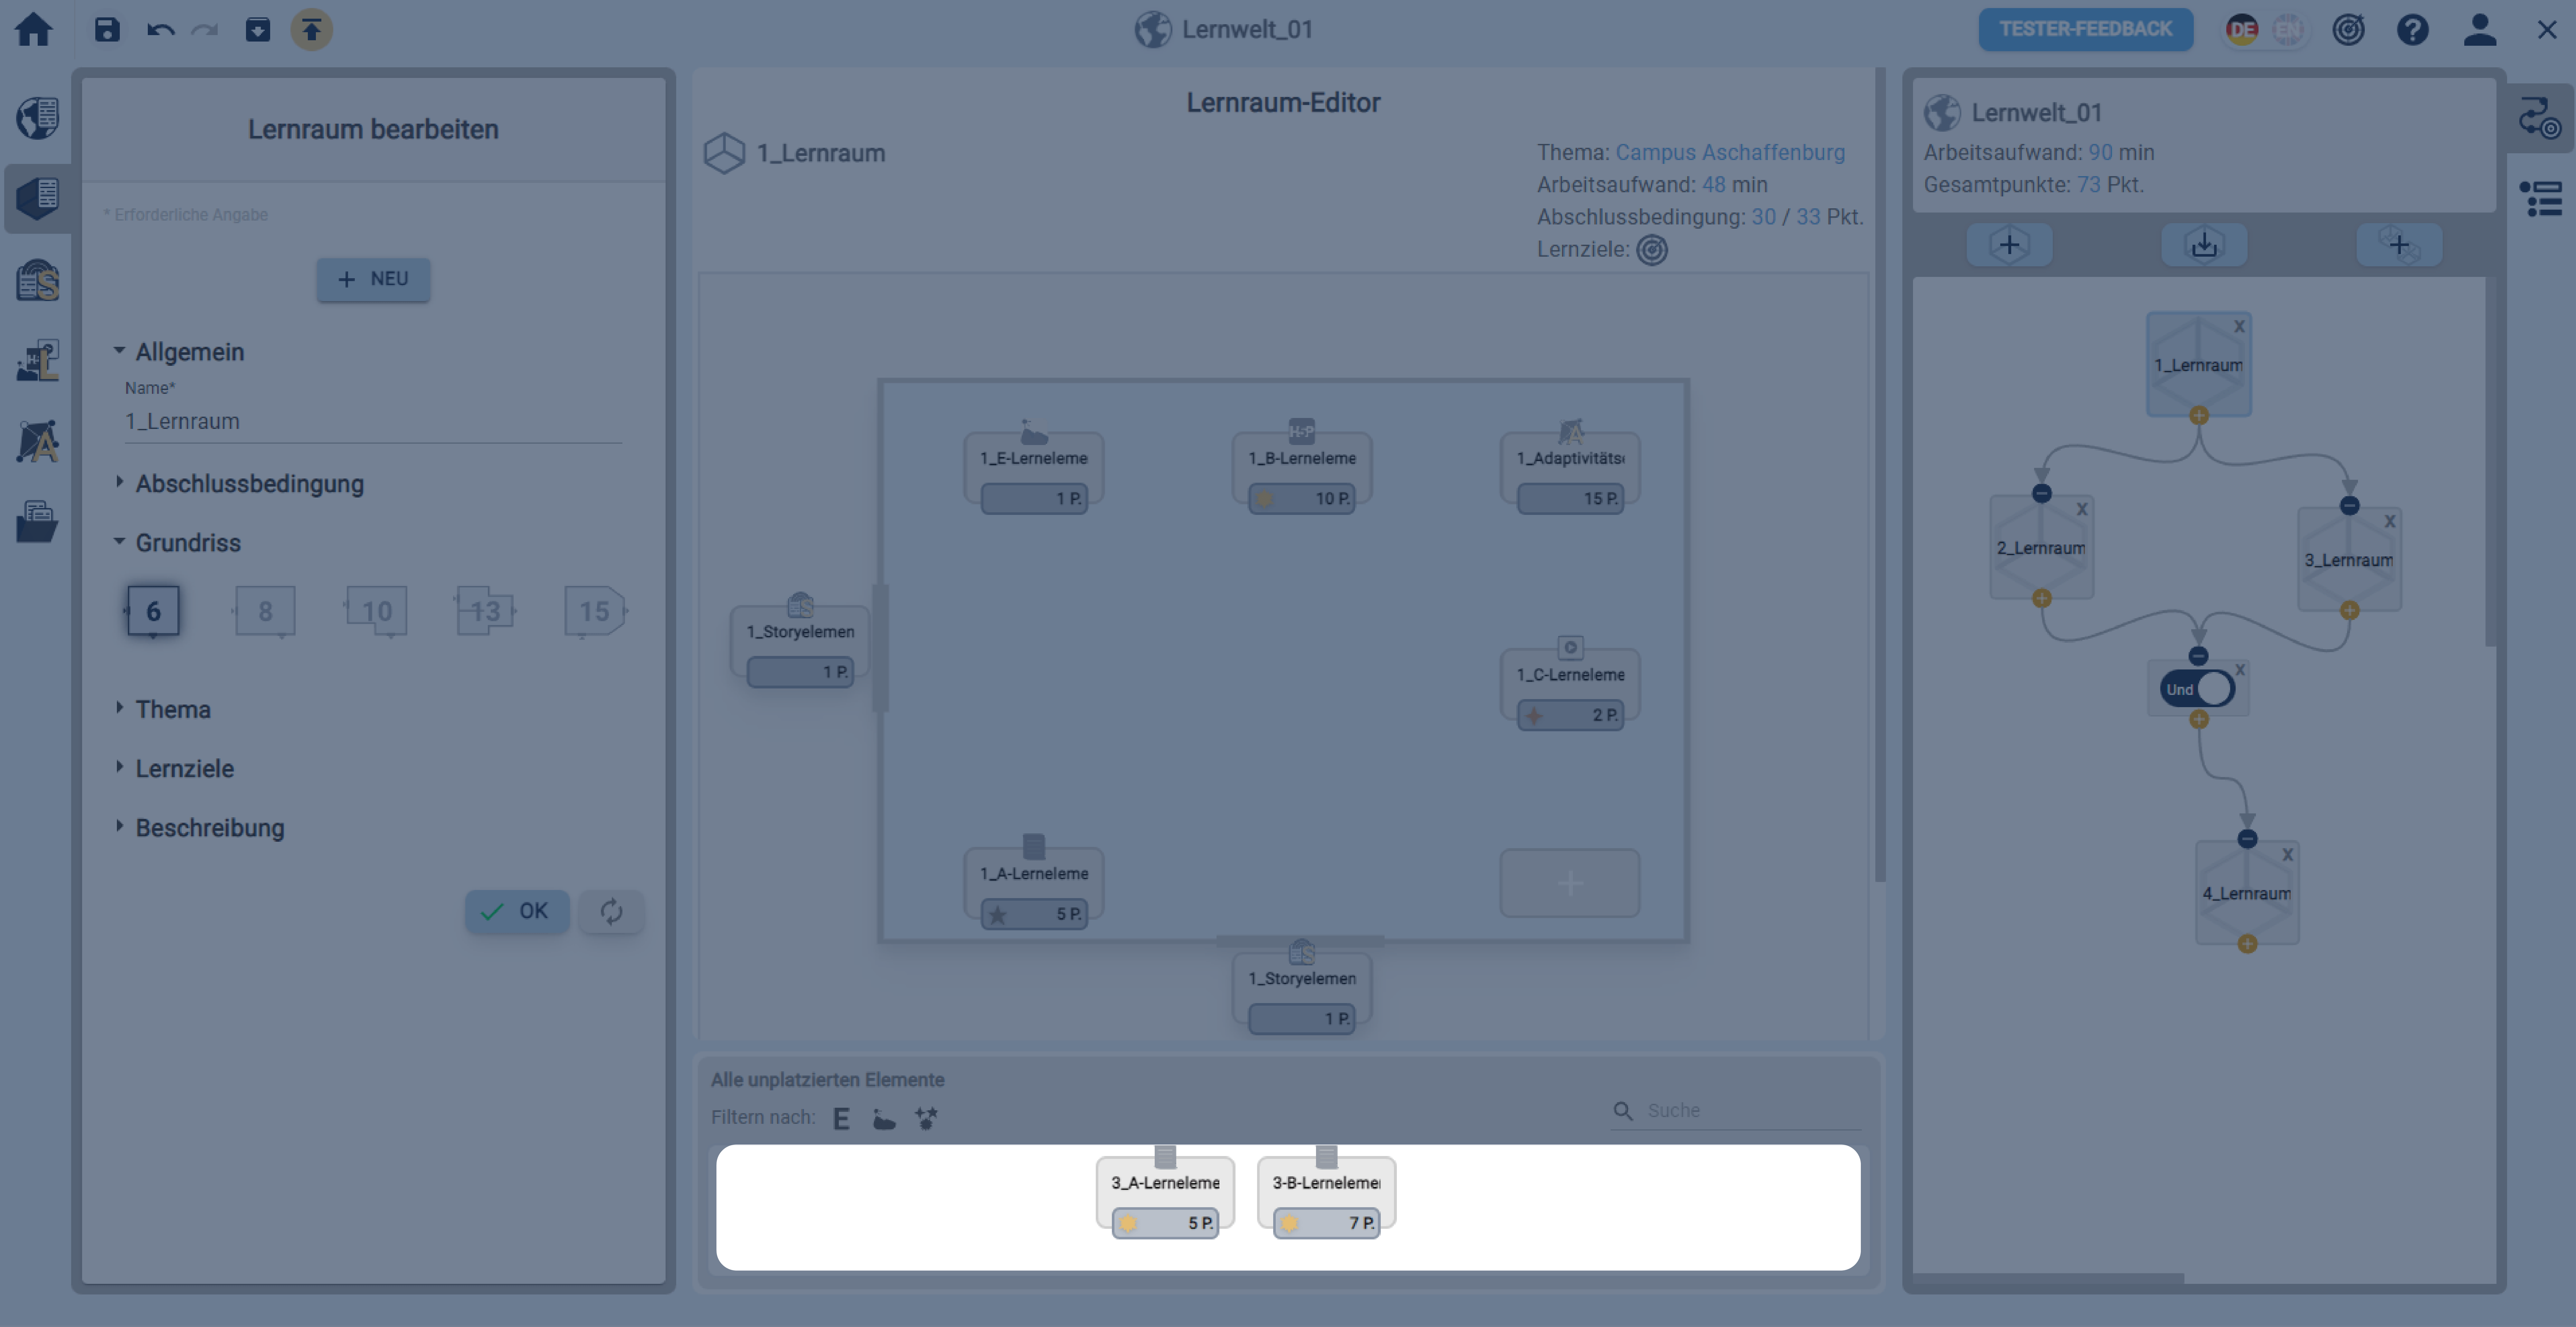 Lernwelt_01
TESTER-FEEDBACK
DE
EN
Lernraum bearbeiten
* Erforderliche Angabe
+ NEU
Allgemein
Name*
1_Lernraum
Abschlussbedingung
Grundriss
6
8
10
13
15
Thema
Lernziele
Beschreibung
OK
Lernraum-Editor
1_Lernraum
Thema: Campus Aschaffenburg
Arbeitsaufwand: 48 min
Abschlussbedingung: 30 / 33 Pkt.
Lernziele:
1_E-Lerneleme
1 P.
H5P
1_B-Lerneleme
10 P.
1_Adaptivitäts
15 P.
1_Storyelemen
1 P.
1_C-Lerneleme
2 P.
1_A-Lerneleme
5 P.
1_Storyelemen
1 P.
Alle unplatzierten Elemente
Filtern nach: E
Suche
3_A-Lerneleme
5 P.
3-B-Lerneleme
7 P.
Lernwelt_01
Arbeitsaufwand: 90 min
Gesamtpunkte: 73 Pkt.
1_Lernraum
X
2_Lernraum
X
3_Lernraum
X
Und
X
4_Lernraum
X